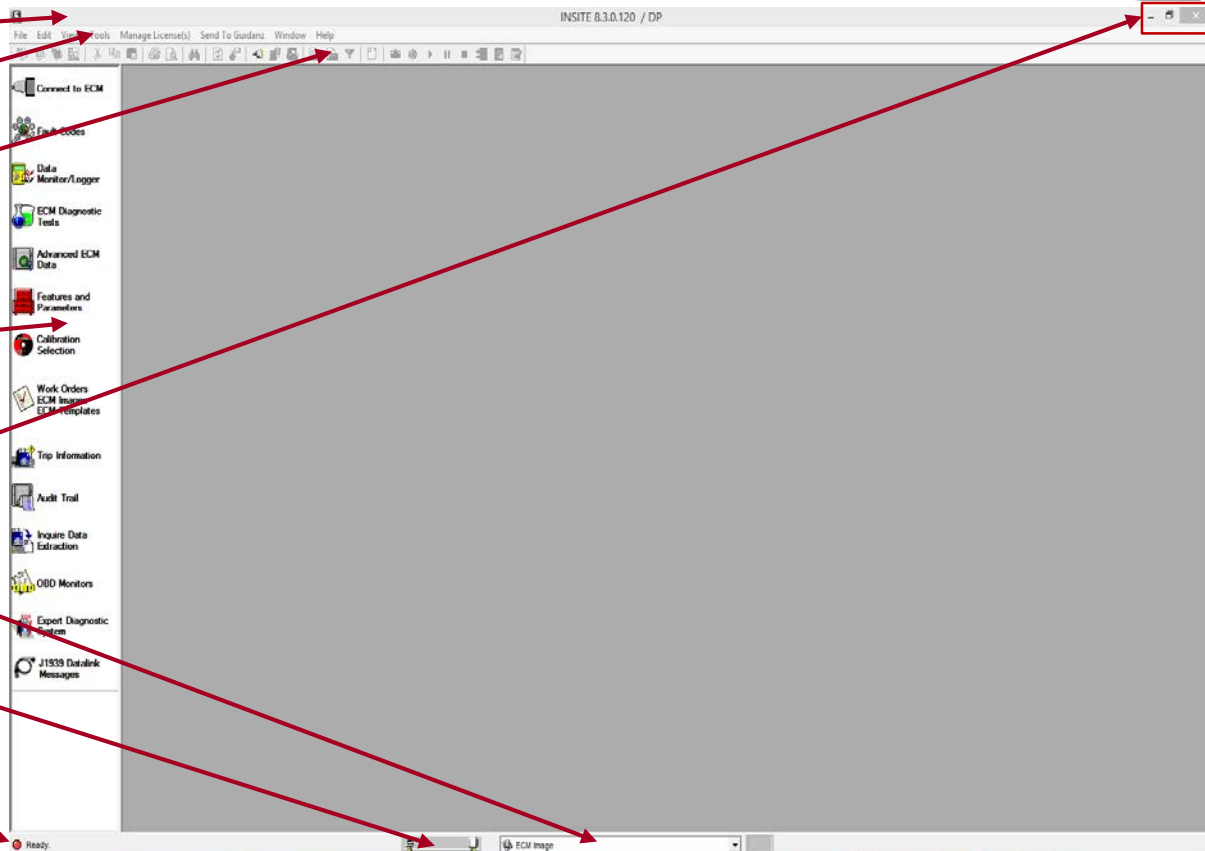 INSITE 8.3.0.120 / DP
File Edit View Tools Manage License(s) Send To Guidanz Window Help
Connect to ECM
Fault Codes
Data
Monitor/Logger
ECM Diagnostic
Tests
Advanced ECM
Data
Features and
Parameters
Calibration
Selection
Work Orders
ECM Images
ECM Templates
Trip Information
Audit Trail
Inquire Data
Extraction
OBD Monitors
Expert Diagnostic
System
J1939 Datalink
Messages
Ready.
ECM Image